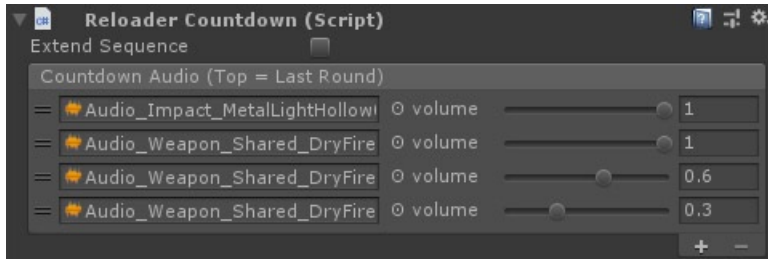 Reloader Countdown (Script)
Extend Sequence
Countdown Audio (Top = Last Round)
Audio_Impact_MetalLightHollow volume 1
Audio_Weapon_Shared_DryFire volume 1
Audio_Weapon_Shared_DryFire volume 0.6
Audio_Weapon_Shared_DryFire volume 0.3
+ −